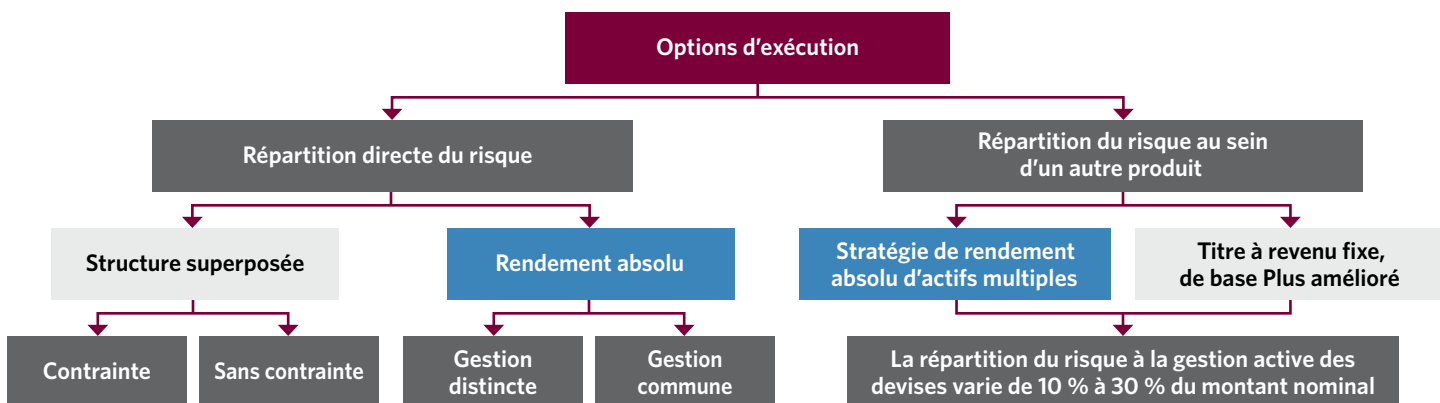 Options d'exécution
Répartition directe du risque
Répartition du risque au sein
d’un autre produit
Structure superposée
Rendement absolu
Stratégie de rendement
absolu d’actifs multiples
Titre à revenu fixe,
de base Plus amélioré
Contrainte
Sans contrainte
Gestion
distincte
Gestion
commune
La répartition du risque à la gestion active des
devises varie de 10 % à 30 % du montant nominal